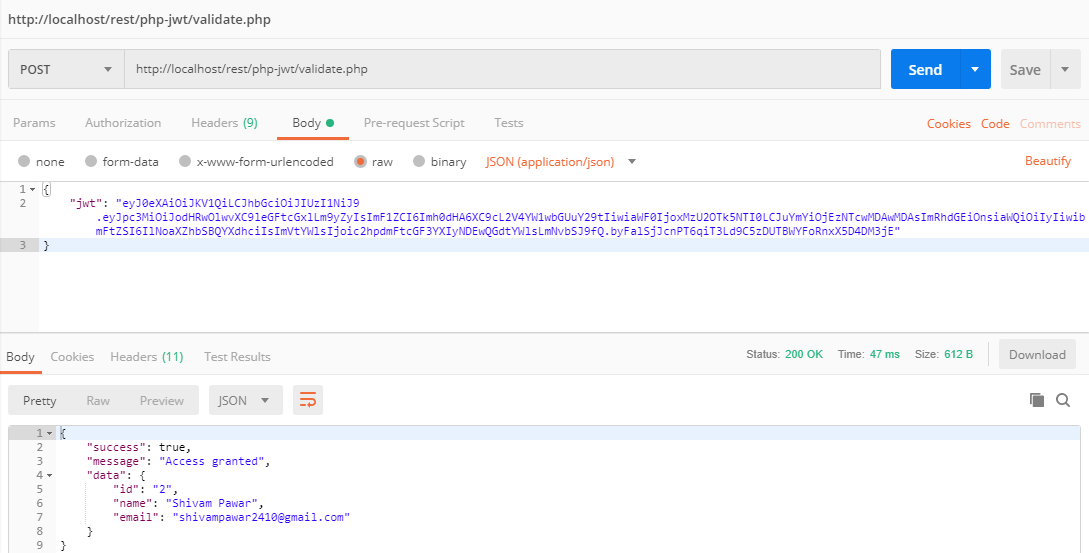 http://localhost/rest/php-jwt/validate.php
POST http://localhost/rest/php-jwt/validate.php Send Save
Params Authorization Headers (9) Body Pre-request Script Tests Cookies Code Comments
none form-data x-www-form-urlencoded raw binary JSON (application/json) Beautify
1 {
2 "jwt": "eyJ0eXAiOiJKV1QiLCJhbGciOiJIUzI1NiJ9
.eyJpc3MiOiJodHRwOlwvXC9leGFtcGxlLm9yZyIsImF1ZCI6Imh0dHA6XC9cL2V4YW1wbGUuY29tIiwiaWF0IjoxMzU2OTk5NTI0LCJuYmYiOjEzNTcwMDAwMDAsImRhdGEiOnsiaWQiOiIyIiwib
mFtZSI6IlNoaXZhbSBQYXdhciIsImVtYWlsIjoic2hpdmFtcGF3YXIyNDEwQGdtYWlsLmNvbSJ9fQ.byFalSjJcnPT6qiT3Ld9C5zDUTBWYFoRnxX5D4DM3jE"
3 }
Body Cookies Headers (11) Test Results Status: 200 OK Time: 47 ms Size: 612 B Download
Pretty Raw Preview JSON
1 {
2 "success": true,
3 "message": "Access granted",
4 "data": {
5 "id": "2",
6 "name": "Shivam Pawar",
7 "email": "shivampawar2410@gmail.com"
8 }
9 }